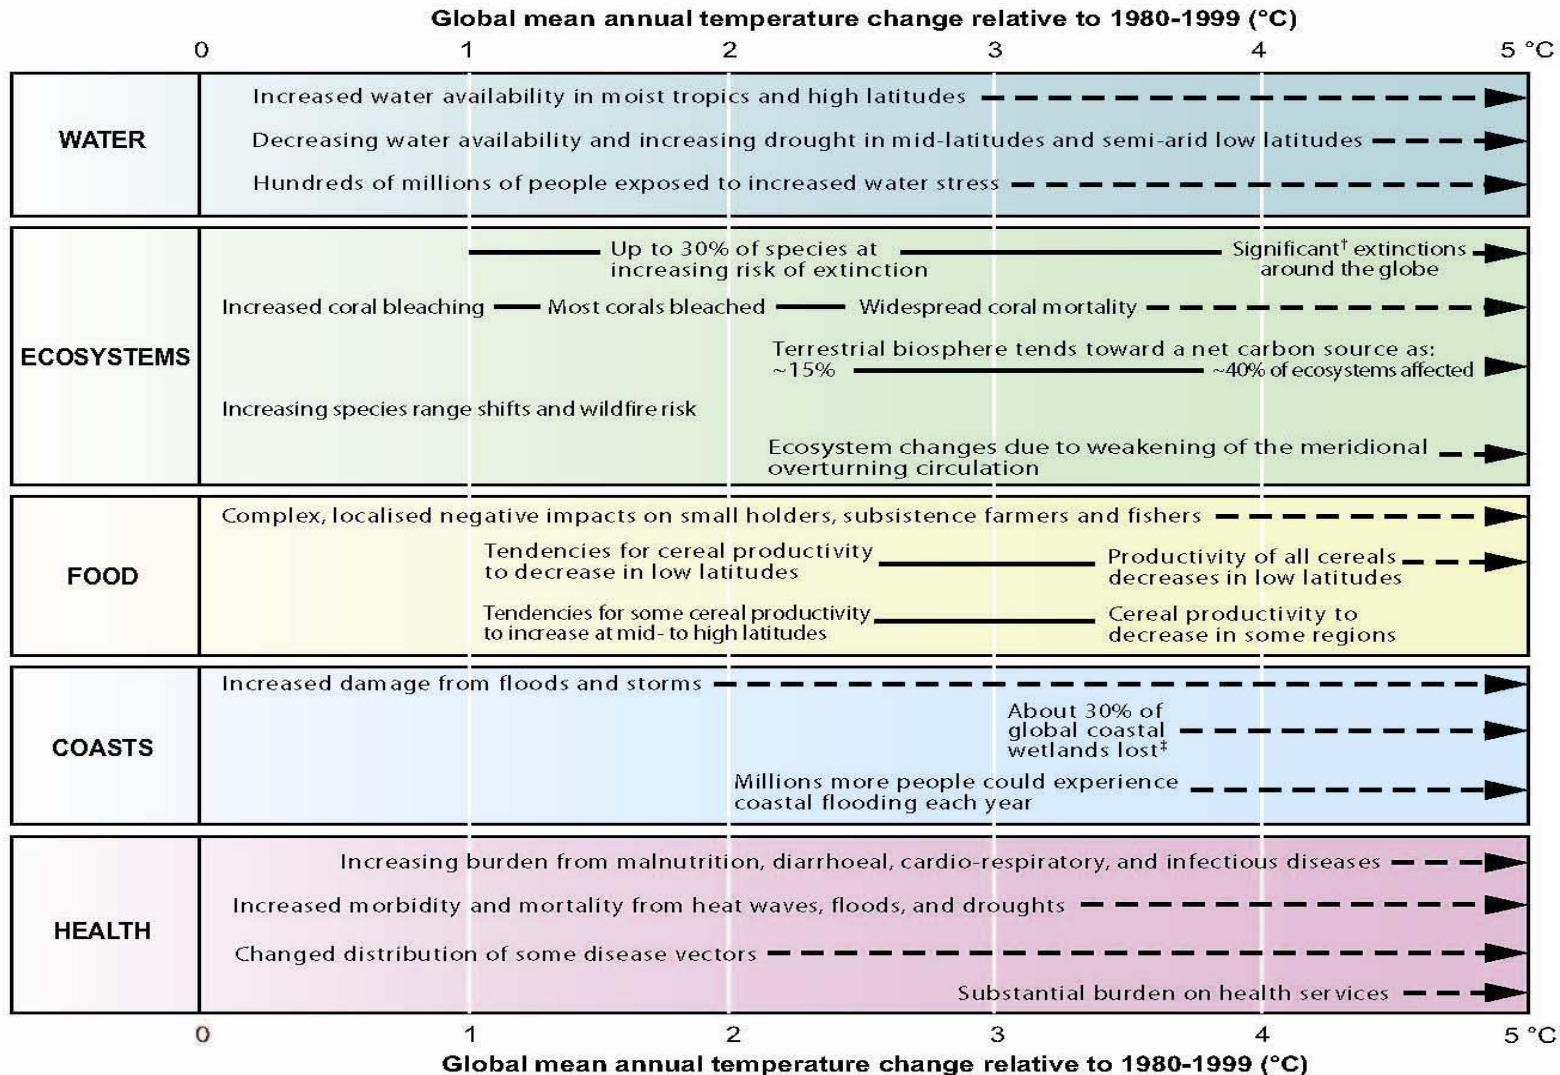 Global mean annual temperature change relative to 1980-1999 (°C)
0 1 2 3 4 5 °C
WATER
Increased water availability in moist tropics and high latitudes
Decreasing water availability and increasing drought in mid-latitudes and semi-arid low latitudes
Hundreds of millions of people exposed to increased water stress
ECOSYSTEMS
Up to 30% of species at
increasing risk of extinction
Significant† extinctions
around the globe
Increased coral bleaching Most corals bleached Widespread coral mortality
Terrestrial biosphere tends toward a net carbon source as:
~15% ~40% of ecosystems affected
Increasing species range shifts and wildfire risk
Ecosystem changes due to weakening of the meridional
overturning circulation
FOOD
Complex, localised negative impacts on small holders, subsistence farmers and fishers
Tendencies for cereal productivity
to decrease in low latitudes
Productivity of all cereals
decreases in low latitudes
Tendencies for some cereal productivity
to increase at mid- to high latitudes
Cereal productivity to
decrease in some regions
COASTS
Increased damage from floods and storms
About 30% of
global coastal
wetlands lost‡
Millions more people could experience
coastal flooding each year
HEALTH
Increasing burden from malnutrition, diarrhoeal, cardio-respiratory, and infectious diseases
Increased morbidity and mortality from heat waves, floods, and droughts
Changed distribution of some disease vectors
Substantial burden on health services
0 1 2 3 4 5 °C
Global mean annual temperature change relative to 1980-1999 (°C)